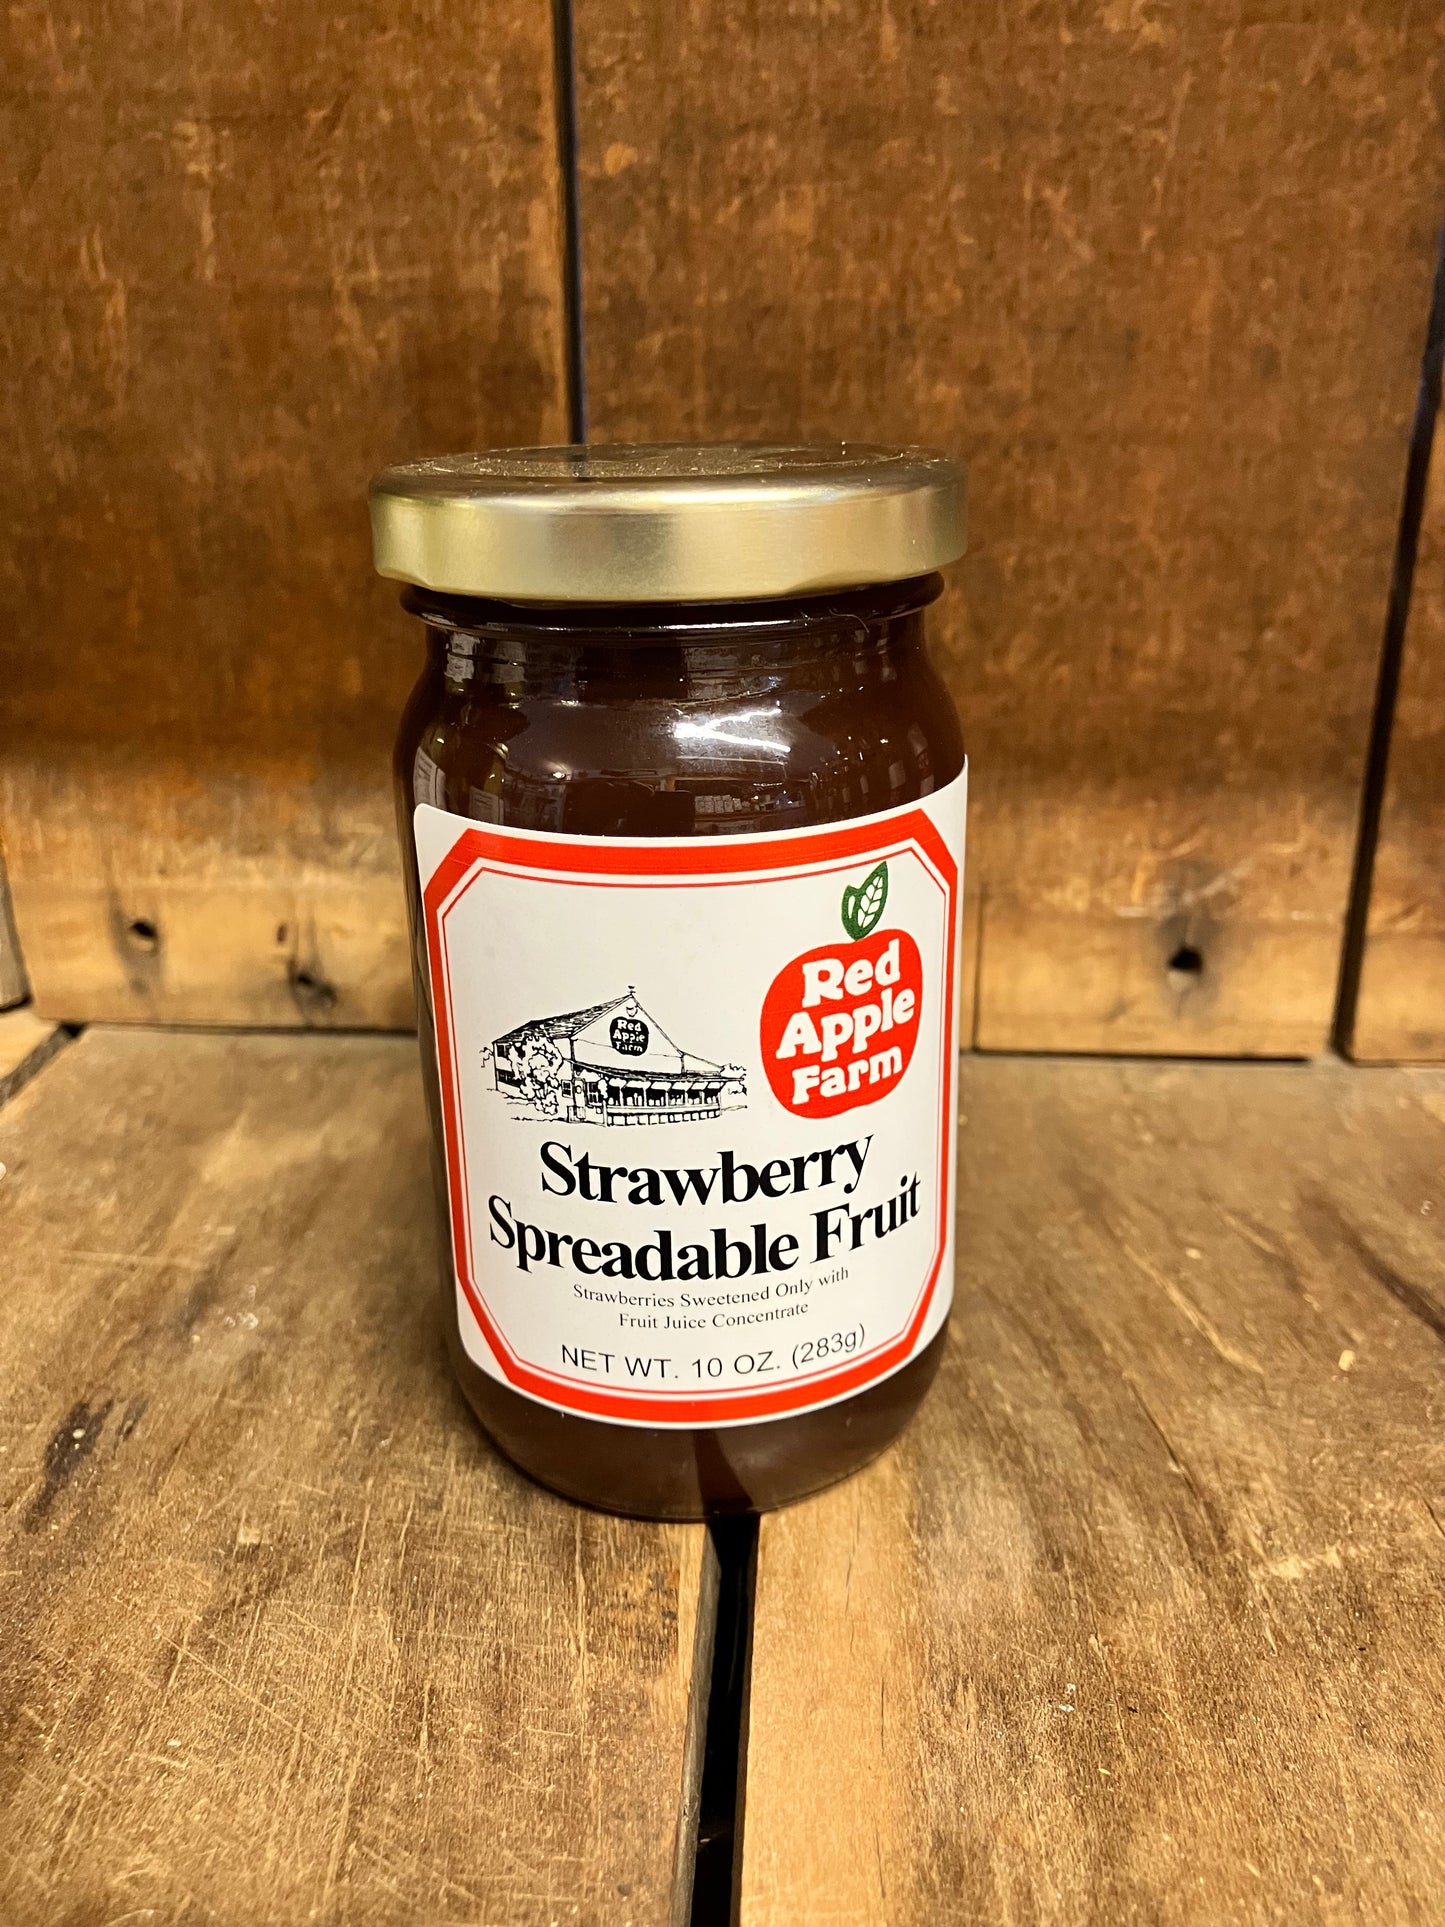 Red
Apple
Farm
Red
Apple
Farm
Strawberry
Spreadable Fruit
Strawberries Sweetened Only with
Fruit Juice Concentrate
NET WT. 10 OZ. (283g)